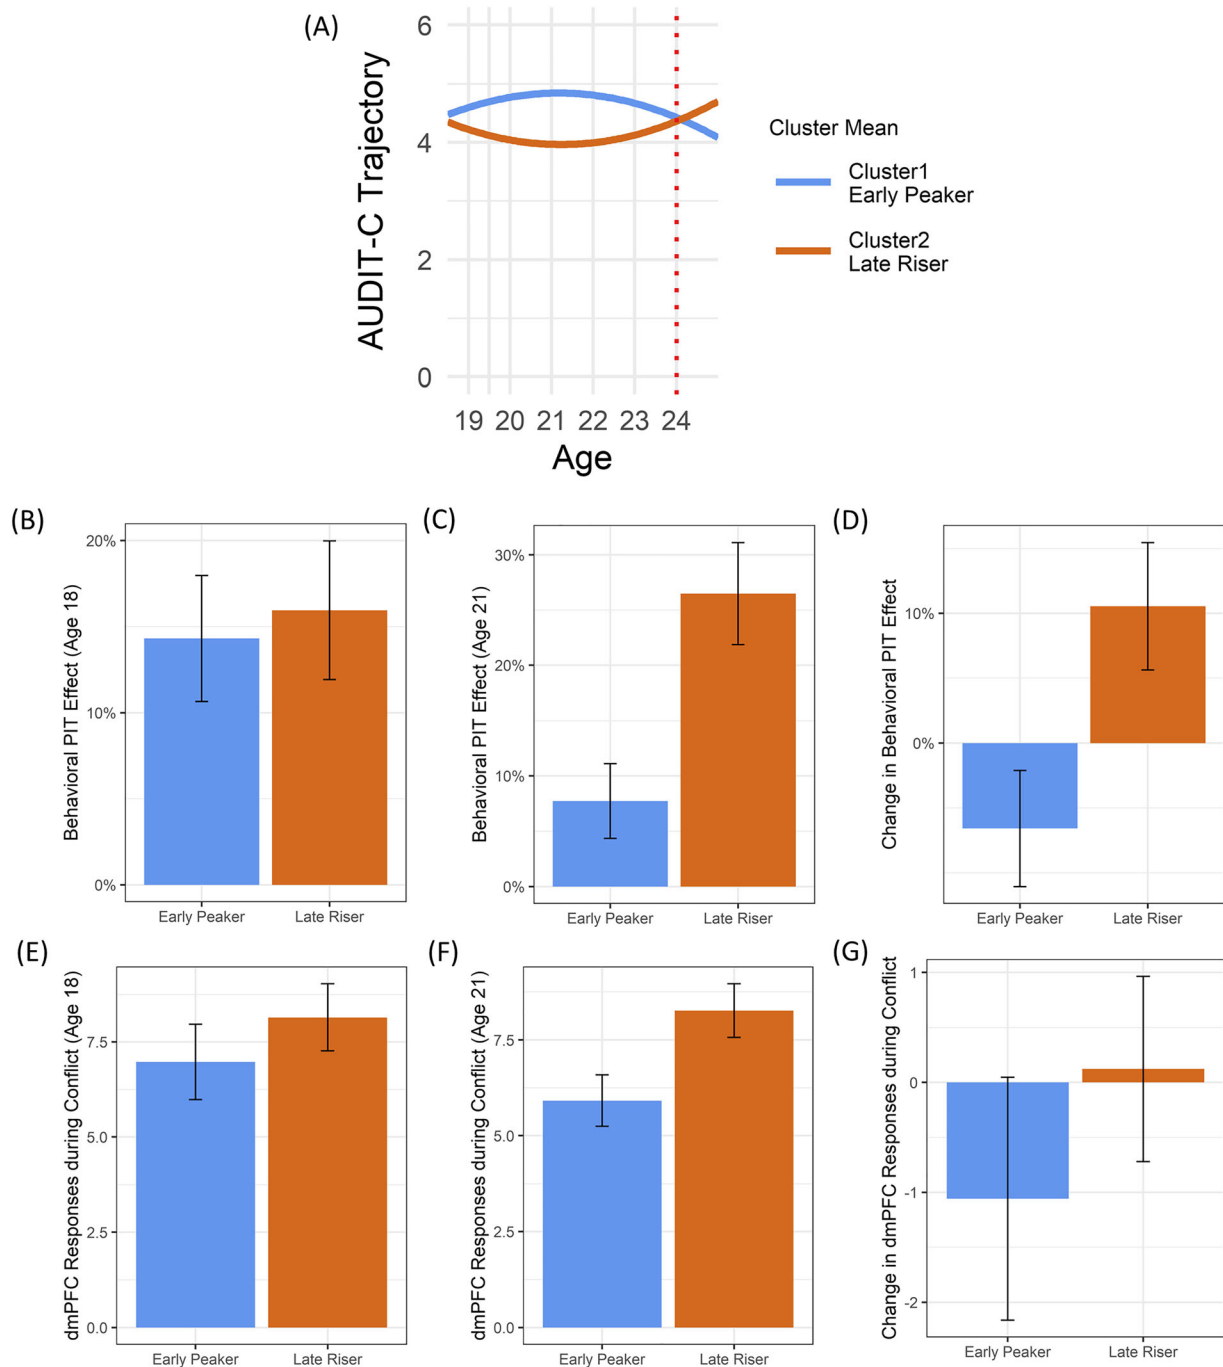 (A)
AUDIT-C Trajectory
6
4
2
0
19 20 21 22 23 24
Age
Cluster Mean
Cluster1
Early Peaker
Cluster2
Late Riser
(B)
Behavioral PIT Effect (Age 18)
20%
10%
0%
Early Peaker Late Riser
(C)
Behavioral PIT Effect (Age 21)
30%
20%
10%
0%
Early Peaker Late Riser
(D)
Change in Behavioral PIT Effect
10%
0%
Early Peaker Late Riser
(E)
dmPFC Responses during Conflict (Age 18)
7.5
5.0
2.5
0.0
Early Peaker Late Riser
(F)
dmPFC Responses during Conflict (Age 21)
7.5
5.0
2.5
0.0
Early Peaker Late Riser
(G)
Change in dmPFC Responses during Conflict
1
0
-1
-2
Early Peaker Late Riser